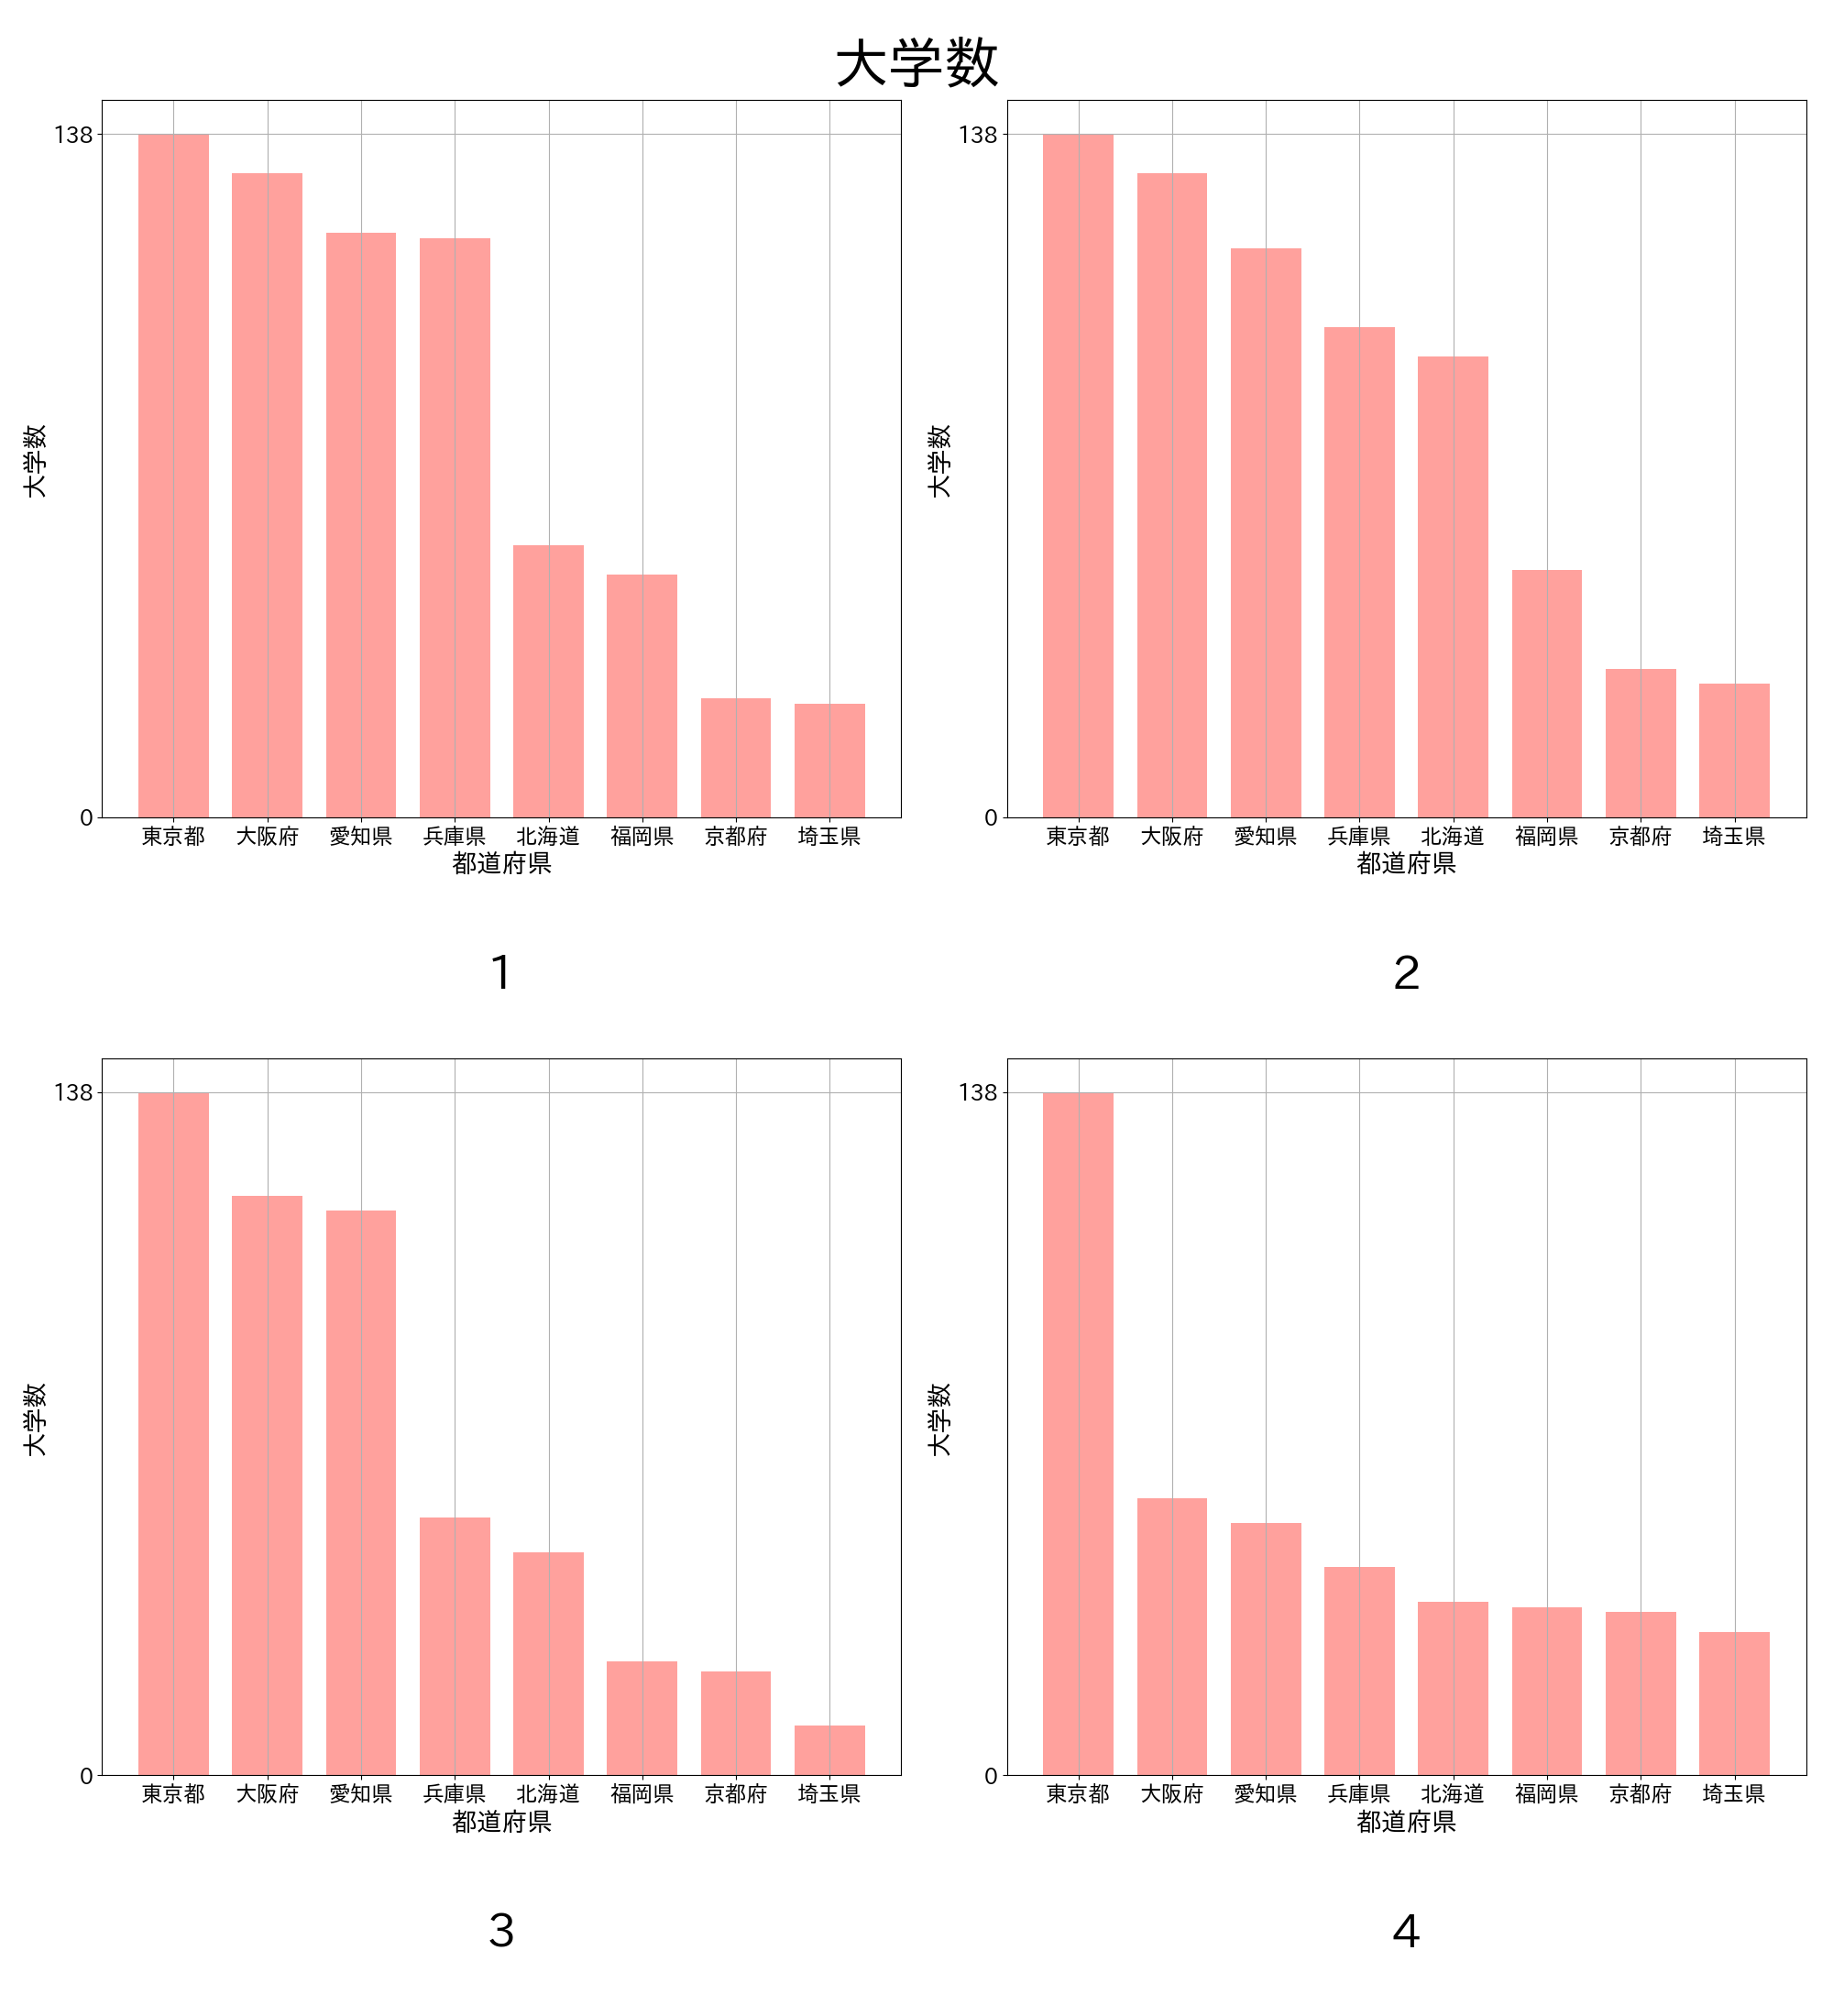 大学数
138
0
大学数
東京都 大阪府 愛知県 兵庫県 北海道 福岡県 京都府 埼玉県
都道府県
1
138
0
大学数
東京都 大阪府 愛知県 兵庫県 北海道 福岡県 京都府 埼玉県
都道府県
2
138
0
大学数
東京都 大阪府 愛知県 兵庫県 北海道 福岡県 京都府 埼玉県
都道府県
3
138
0
大学数
東京都 大阪府 愛知県 兵庫県 北海道 福岡県 京都府 埼玉県
都道府県
4